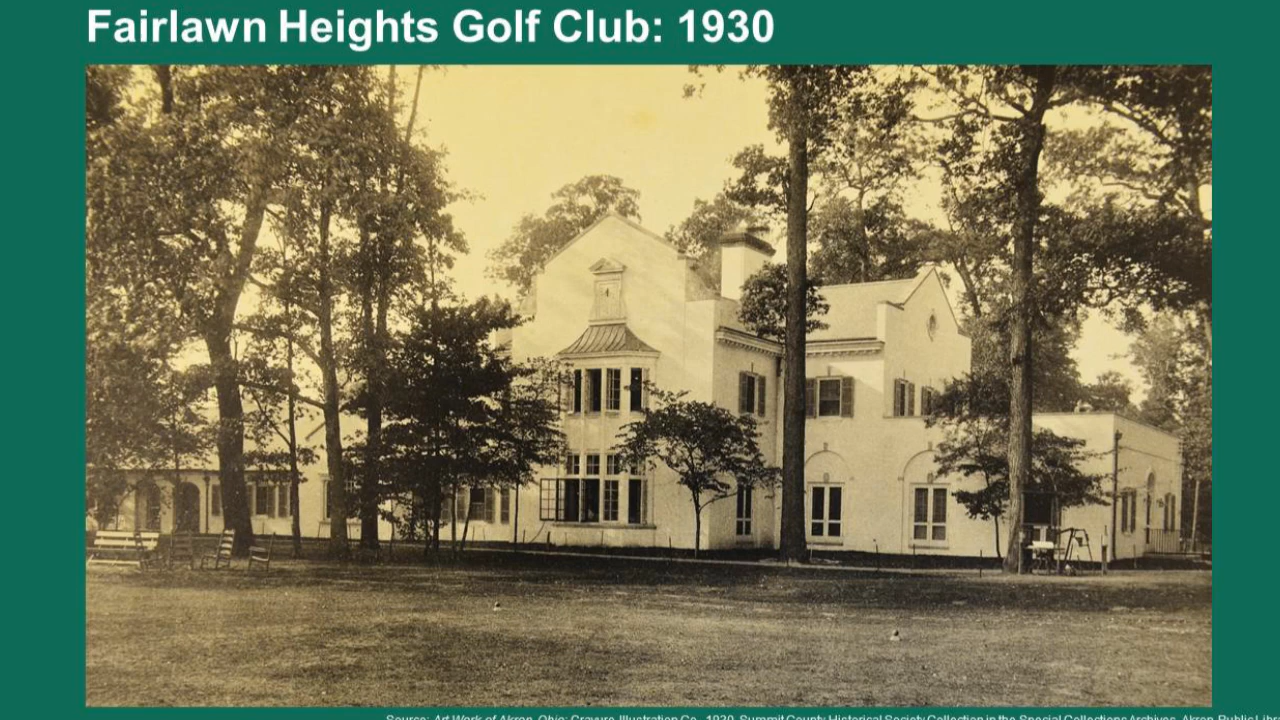 Fairlawn Heights Golf Club: 1930
Source: Art Work of Akron, Ohio; Gravure Illustration Co., 1930, Summit County Historical Society Collection in the Special Collections Archives, Akron Public Libr